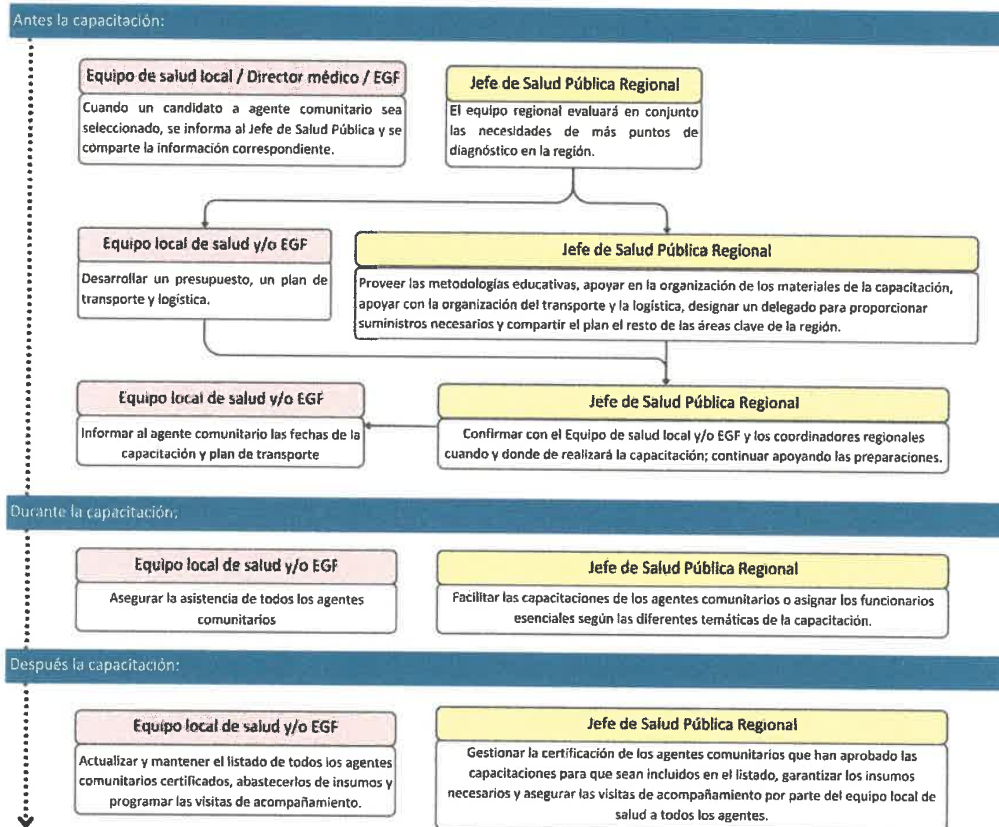 Antes la capacitación:
Equipo de salud local / Director médico / EGF
Cuando un candidato a agente comunitario sea
seleccionado, se informa al Jefe de Salud Pública y se
comparte la información correspondiente.
Jefe de Salud Pública Regional
El equipo regional evaluará en conjunto
las necesidades de más puntos de
diagnóstico en la región.
Equipo local de salud y/o EGF
Desarrollar un presupuesto, un plan de
transporte y logística.
Jefe de Salud Pública Regional
Proveer las metodologías educativas, apoyar en la organización de los materiales de la capacitación,
apoyar con la organización del transporte y la logística, designar un delegado para proporcionar
suministros necesarios y compartir el plan el resto de las áreas clave de la región.
Equipo local de salud y/o EGF
Informar al agente comunitario las fechas de la
capacitación y plan de transporte
Jefe de Salud Pública Regional
Confirmar con el Equipo de salud local y/o EGF y los coordinadores regionales
cuando y donde de realizará la capacitación; continuar apoyando las preparaciones.
Durante la capacitación:
Equipo local de salud y/o EGF
Asegurar la asistencia de todos los agentes
comunitarios
Jefe de Salud Pública Regional
Facilitar las capacitaciones de los agentes comunitarios o asignar los funcionarios
esenciales según las diferentes temáticas de la capacitación.
Después la capacitación:
Equipo local de salud y/o EGF
Actualizar y mantener el listado de todos los agentes
comunitarios certificados, abastecerlos de insumos y
programar las visitas de acompañamiento.
Jefe de Salud Pública Regional
Gestionar la certificación de los agentes comunitarios que han aprobado las
capacitaciones para que sean incluidos en el listado, garantizar los insumos
necesarios y asegurar las visitas de acompañamiento por parte del equipo local de
salud a todos los agentes.